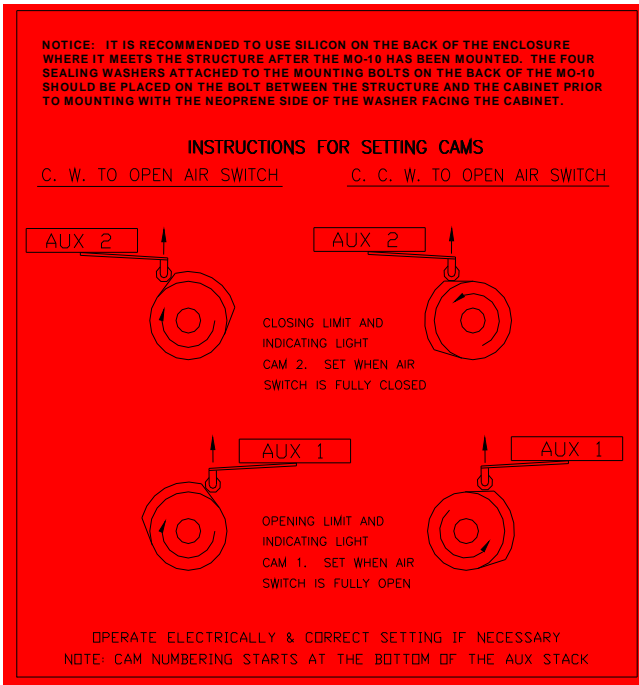 NOTICE: IT IS RECOMMENDED TO USE SILICON ON THE BACK OF THE ENCLOSURE
WHERE IT MEETS THE STRUCTURE AFTER THE MO-10 HAS BEEN MOUNTED. THE FOUR
SEALING WASHERS ATTACHED TO THE MOUNTING BOLTS ON THE BACK OF THE MO-10
SHOULD BE PLACED ON THE BOLT BETWEEN THE STRUCTURE AND THE CABINET PRIOR
TO MOUNTING WITH THE NEOPRENE SIDE OF THE WASHER FACING THE CABINET.
INSTRUCTIONS FOR SETTING CAMS
C. W. TO OPEN AIR SWITCH
C. C. W. TO OPEN AIR SWITCH
AUX 2
AUX 2
CLOSING LIMIT AND
INDICATING LIGHT
CAM 2. SET WHEN AIR
SWITCH IS FULLY CLOSED
AUX 1
AUX 1
OPENING LIMIT AND
INDICATING LIGHT
CAM 1. SET WHEN AIR
SWITCH IS FULLY OPEN
OPERATE ELECTRICALLY & CORRECT SETTING IF NECESSARY
NOTE: CAM NUMBERING STARTS AT THE BOTTOM OF THE AUX STACK